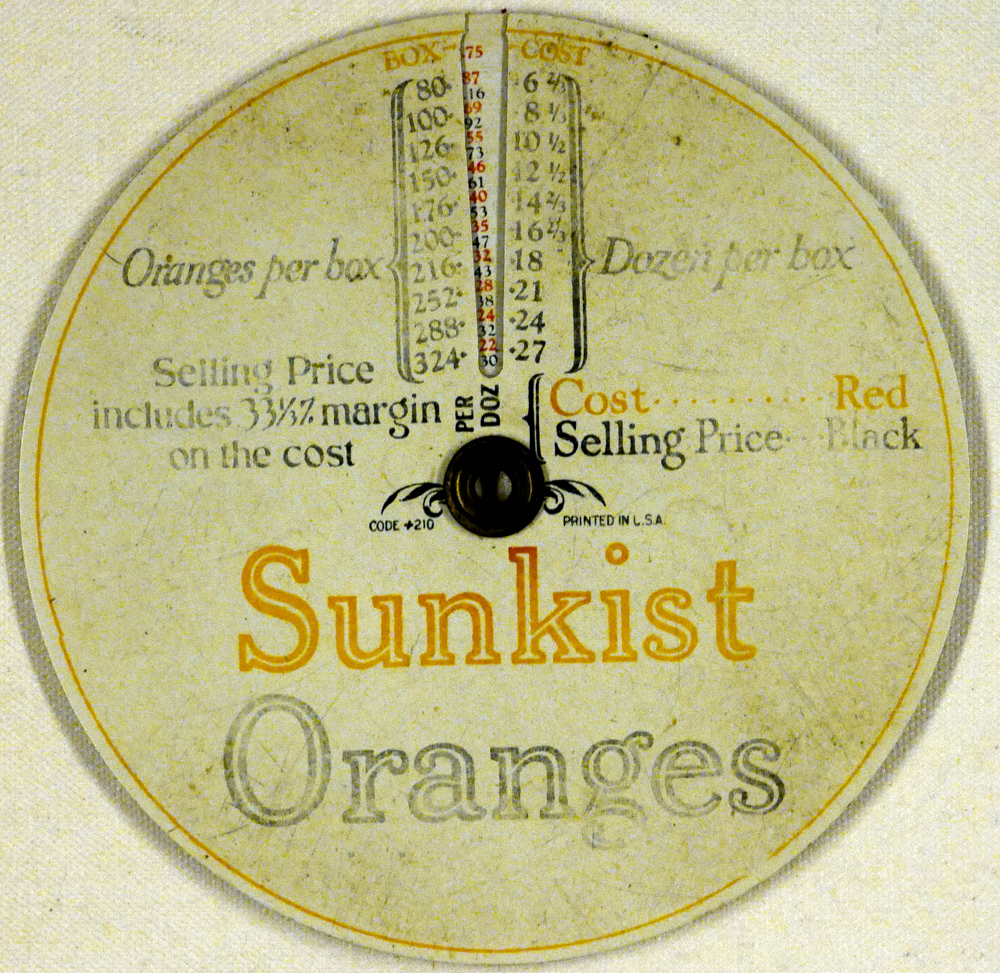 BOX 75 COST
80 87 6 2/3
116
100 69 8 1/3
92
126 55 10 1/2
73
150 46 12 1/2
61
176 40 14 2/3
53
200 35 16 2/3
47
216 32 18
43
252 28 21
38
288 24 24
32
324 22 27
30
Oranges per box
Dozen per box
PER DOZ
Selling Price
includes 33⅓% margin
on the cost
Cost.......... Red
Selling Price... Black
CODE #210
PRINTED IN U.S.A.
Sunkist
Oranges